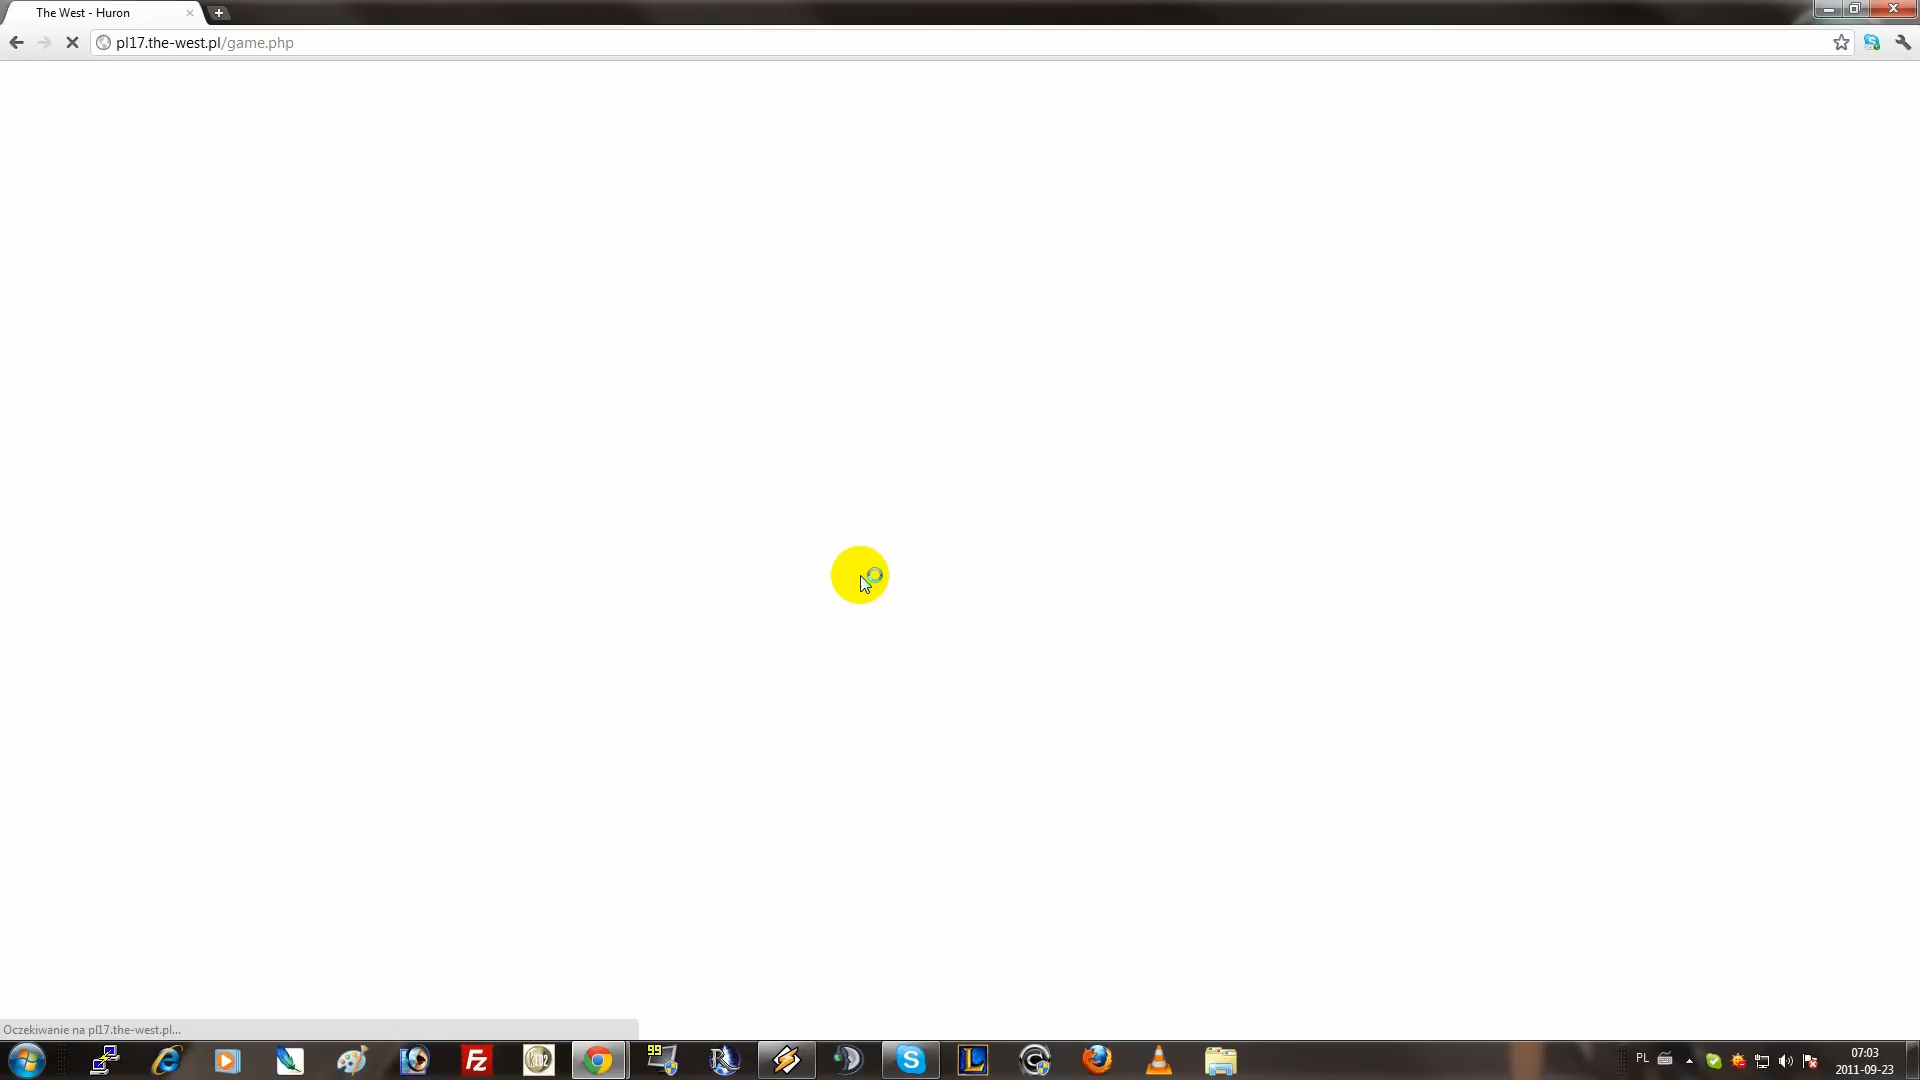 The West - Huron
pl17.the-west.pl/game.php
Oczekiwanie na pl17.the-west.pl...
99
PL
07:03
2011-09-23